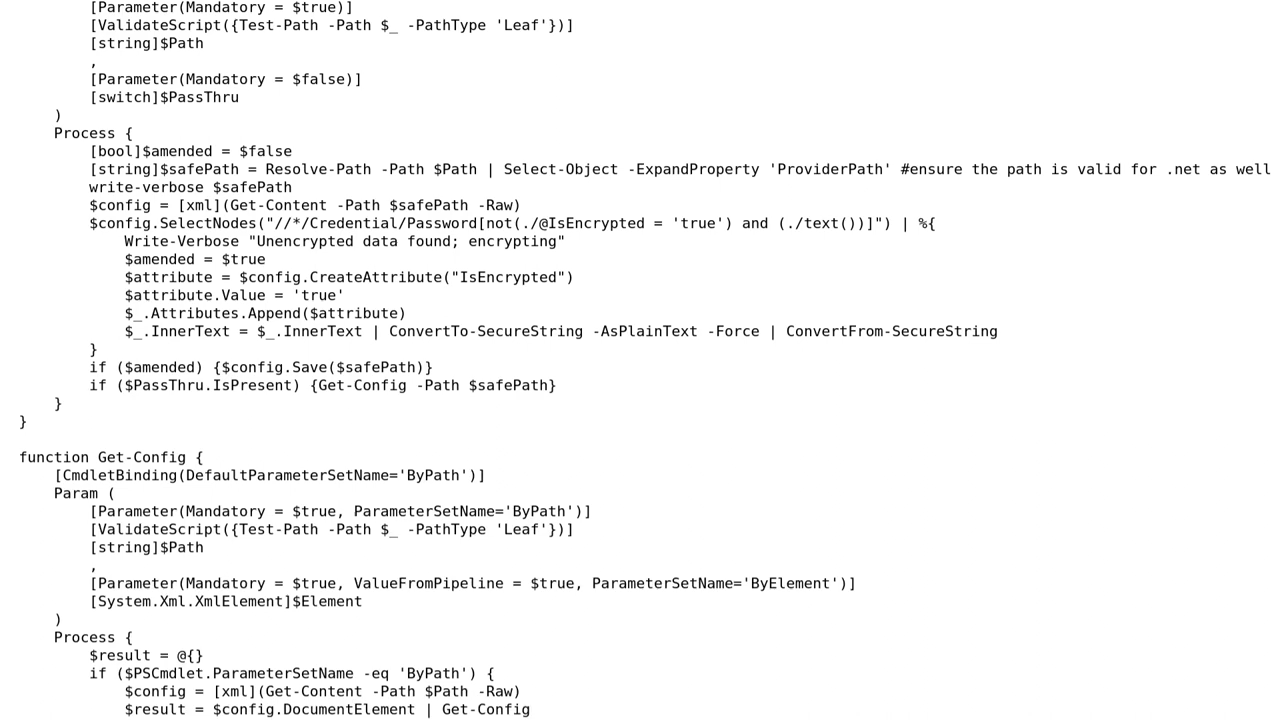 [Parameter(Mandatory = $true)]
[ValidateScript({Test-Path -Path $_ -PathType 'Leaf'})]
[string]$Path
,
[Parameter(Mandatory = $false)]
[switch]$PassThru
)
Process {
[bool]$amended = $false
[string]$safePath = Resolve-Path -Path $Path | Select-Object -ExpandProperty 'ProviderPath' #ensure the path is valid for .net as well
write-verbose $safePath
$config = [xml](Get-Content -Path $safePath -Raw)
$config.SelectNodes("//*/Credential/Password[not(./@IsEncrypted = 'true') and (./text())]") | %{
Write-Verbose "Unencrypted data found; encrypting"
$amended = $true
$attribute = $config.CreateAttribute("IsEncrypted")
$attribute.Value = 'true'
$_.Attributes.Append($attribute)
$_.InnerText = $_.InnerText | ConvertTo-SecureString -AsPlainText -Force | ConvertFrom-SecureString
}
if ($amended) {$config.Save($safePath)}
if ($PassThru.IsPresent) {Get-Config -Path $safePath}
}
}
function Get-Config {
[CmdletBinding(DefaultParameterSetName='ByPath')]
Param (
[Parameter(Mandatory = $true, ParameterSetName='ByPath')]
[ValidateScript({Test-Path -Path $_ -PathType 'Leaf'})]
[string]$Path
,
[Parameter(Mandatory = $true, ValueFromPipeline = $true, ParameterSetName='ByElement')]
[System.Xml.XmlElement]$Element
)
Process {
$result = @{}
if ($PSCmdlet.ParameterSetName -eq 'ByPath') {
$config = [xml](Get-Content -Path $Path -Raw)
$result = $config.DocumentElement | Get-Config